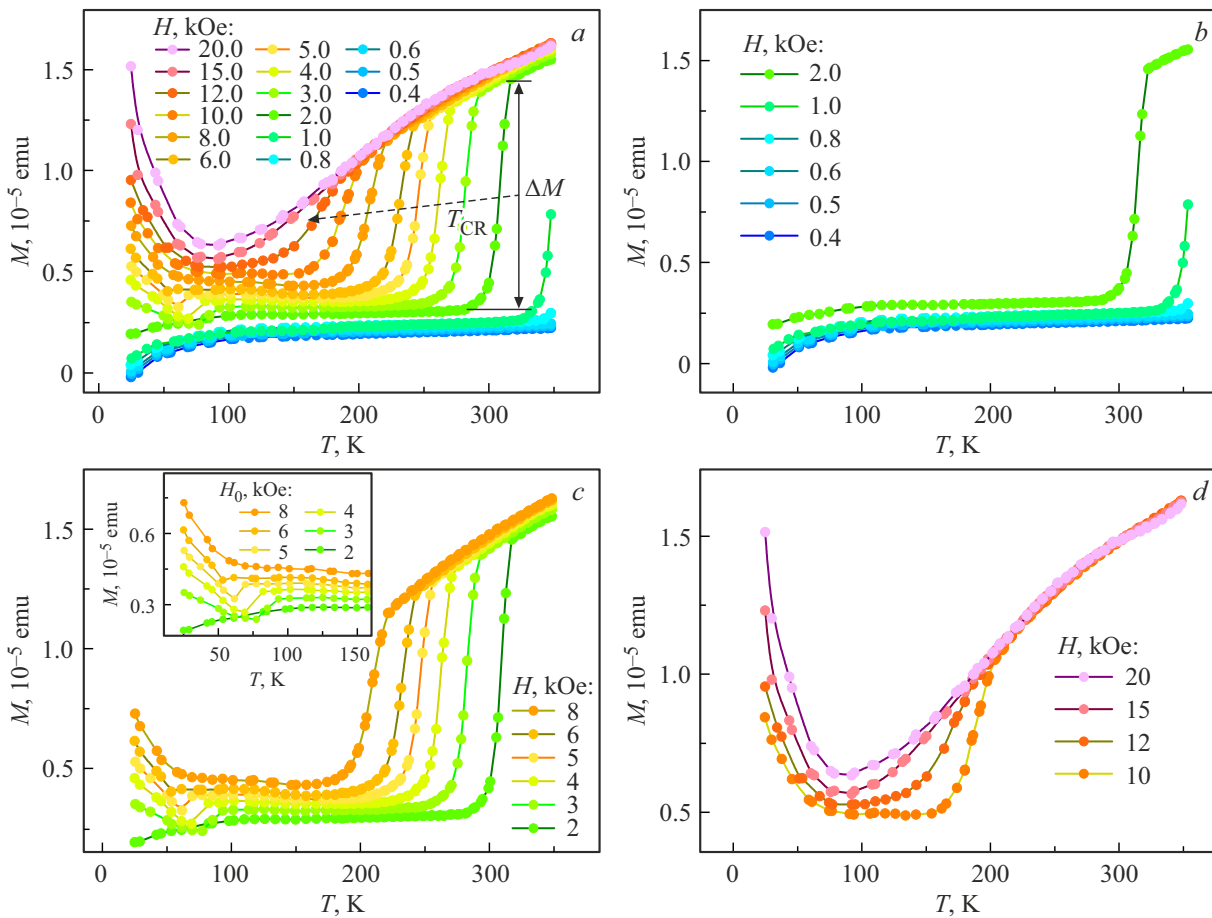 H, kOe:
20.0
15.0
12.0
10.0
8.0
6.0
5.0
4.0
3.0
2.0
1.0
0.8
0.6
0.5
0.4
a
ΔM
T_CR
1.5
1.0
0.5
0
M, 10⁻⁵ emu
0 100 200 300
T, K
b
H, kOe:
2.0
1.0
0.8
0.6
0.5
0.4
1.5
1.0
0.5
0
M, 10⁻⁵ emu
0 100 200 300
T, K
c
H₀, kOe:
8
6
5
4
3
2
0.6
0.3
M, 10⁻⁵ emu
50 100 150
T, K
H, kOe:
8
6
5
4
3
2
1.5
1.0
0.5
M, 10⁻⁵ emu
0 100 200 300
T, K
d
H, kOe:
20
15
12
10
1.5
1.0
0.5
M, 10⁻⁵ emu
0 100 200 300
T, K